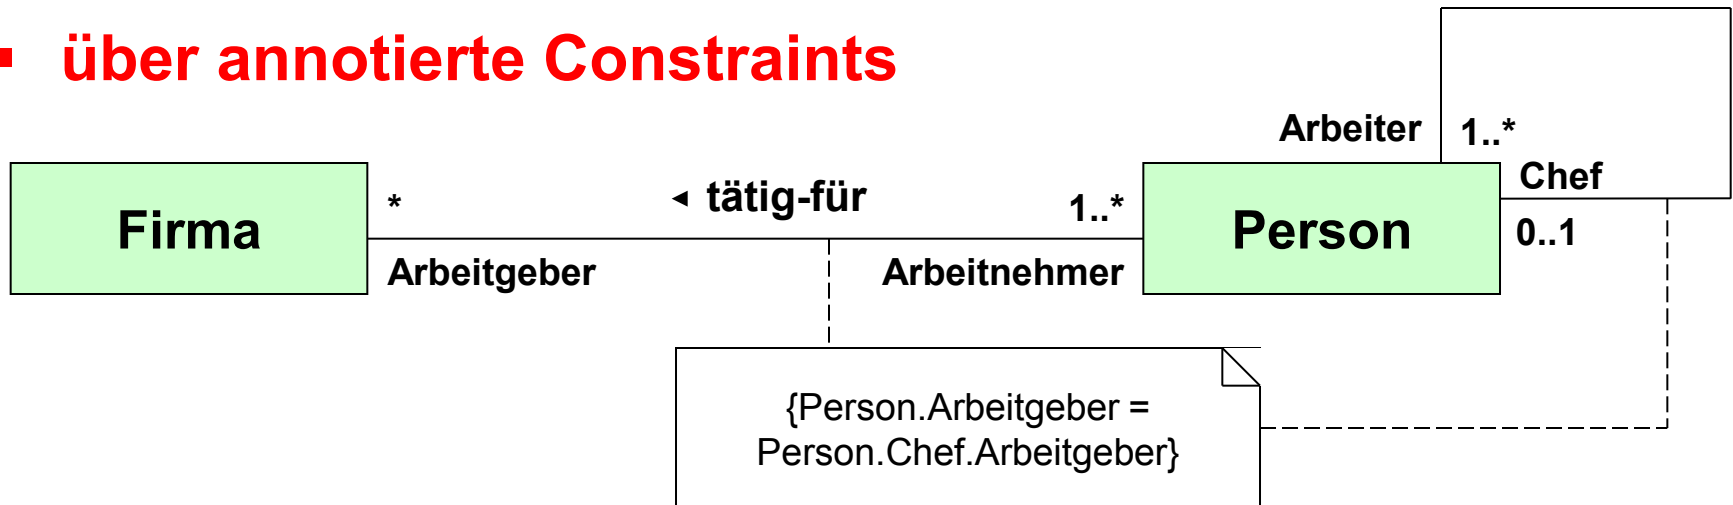 ▪ über annotierte Constraints
Arbeiter 1..*
Chef
Firma * ◂ tätig-für 1..* Person 0..1
Arbeitgeber Arbeitnehmer
{Person.Arbeitgeber =
Person.Chef.Arbeitgeber}